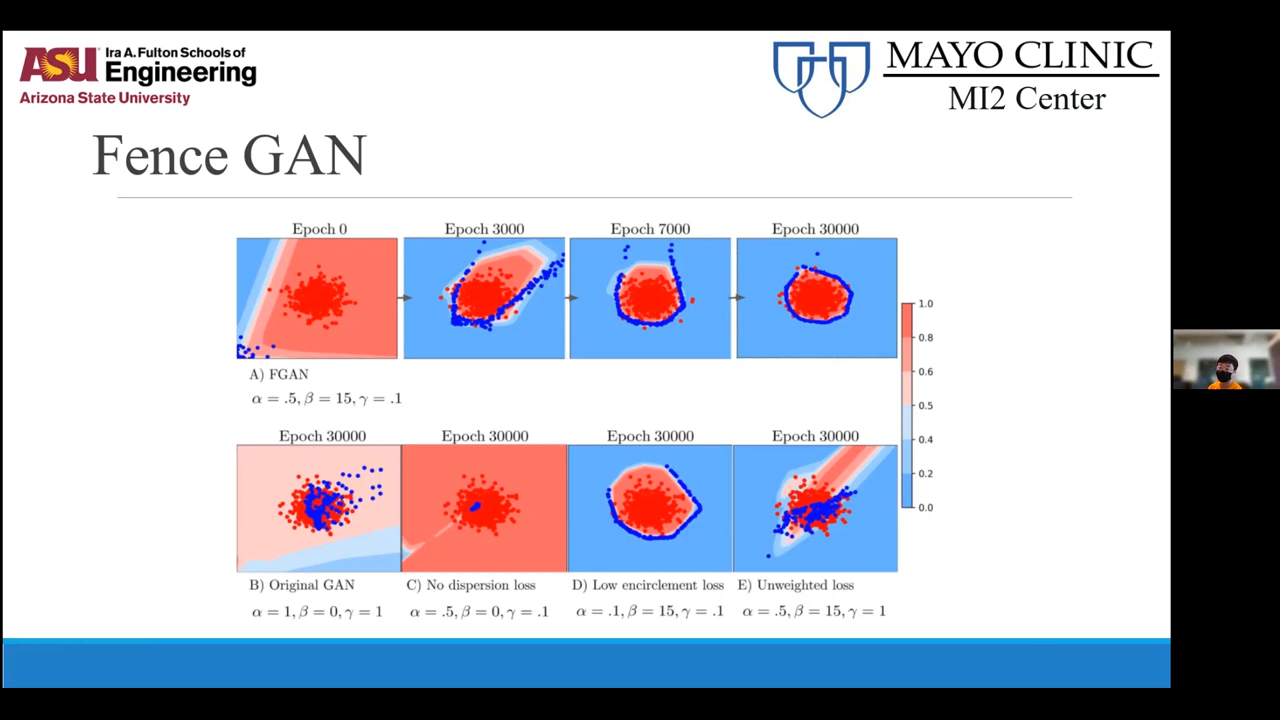 ASU Ira A. Fulton Schools of
Engineering
Arizona State University
MAYO CLINIC
MI2 Center
Fence GAN
Epoch 0
Epoch 3000
Epoch 7000
Epoch 30000
A) FGAN
α = .5, β = 15, γ = .1
1.0
0.8
0.6
0.5
0.4
0.2
0.0
Epoch 30000
Epoch 30000
Epoch 30000
Epoch 30000
B) Original GAN
C) No dispersion loss
D) Low encirclement loss
E) Unweighted loss
α = 1, β = 0, γ = 1
α = .5, β = 0, γ = .1
α = .1, β = 15, γ = .1
α = .5, β = 15, γ = 1